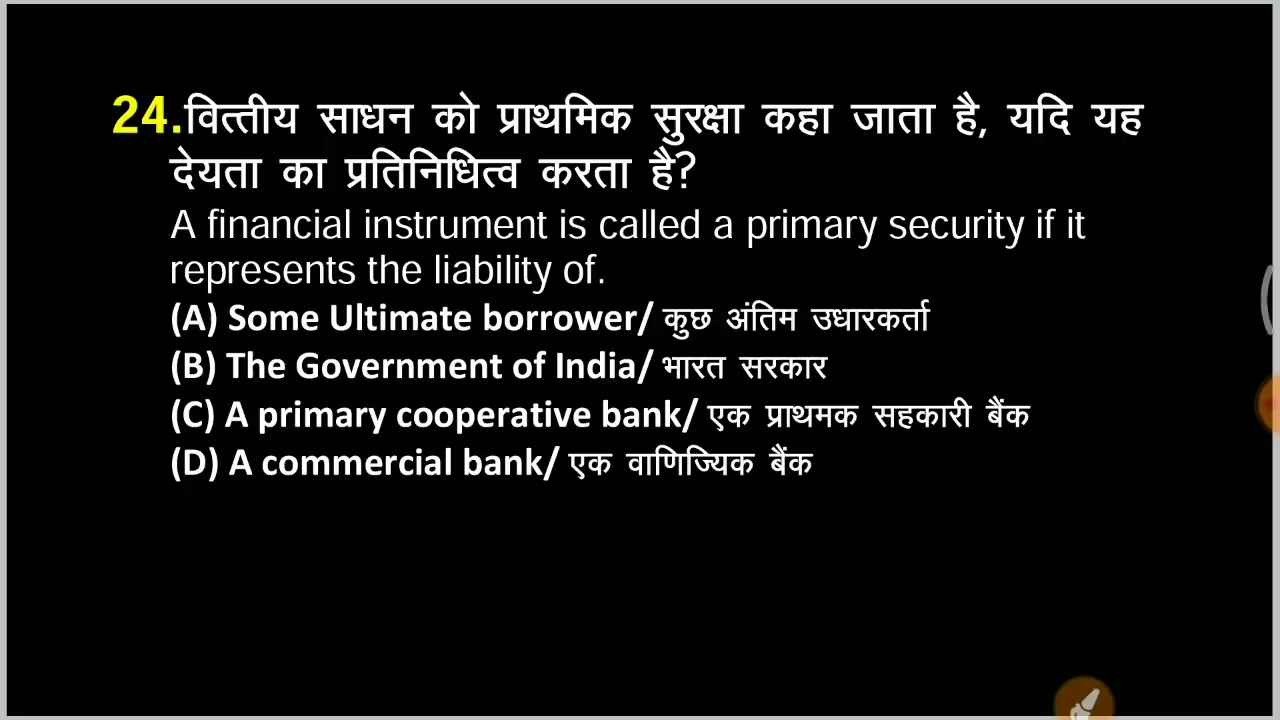 24.वित्तीय साधन को प्राथमिक सुरक्षा कहा जाता है, यदि यह
देयता का प्रतिनिधित्व करता है?
A financial instrument is called a primary security if it
represents the liability of.
(A) Some Ultimate borrower/ कुछ अंतिम उधारकर्ता
(B) The Government of India/ भारत सरकार
(C) A primary cooperative bank/ एक प्राथमक सहकारी बैंक
(D) A commercial bank/ एक वाणिज्यिक बैंक